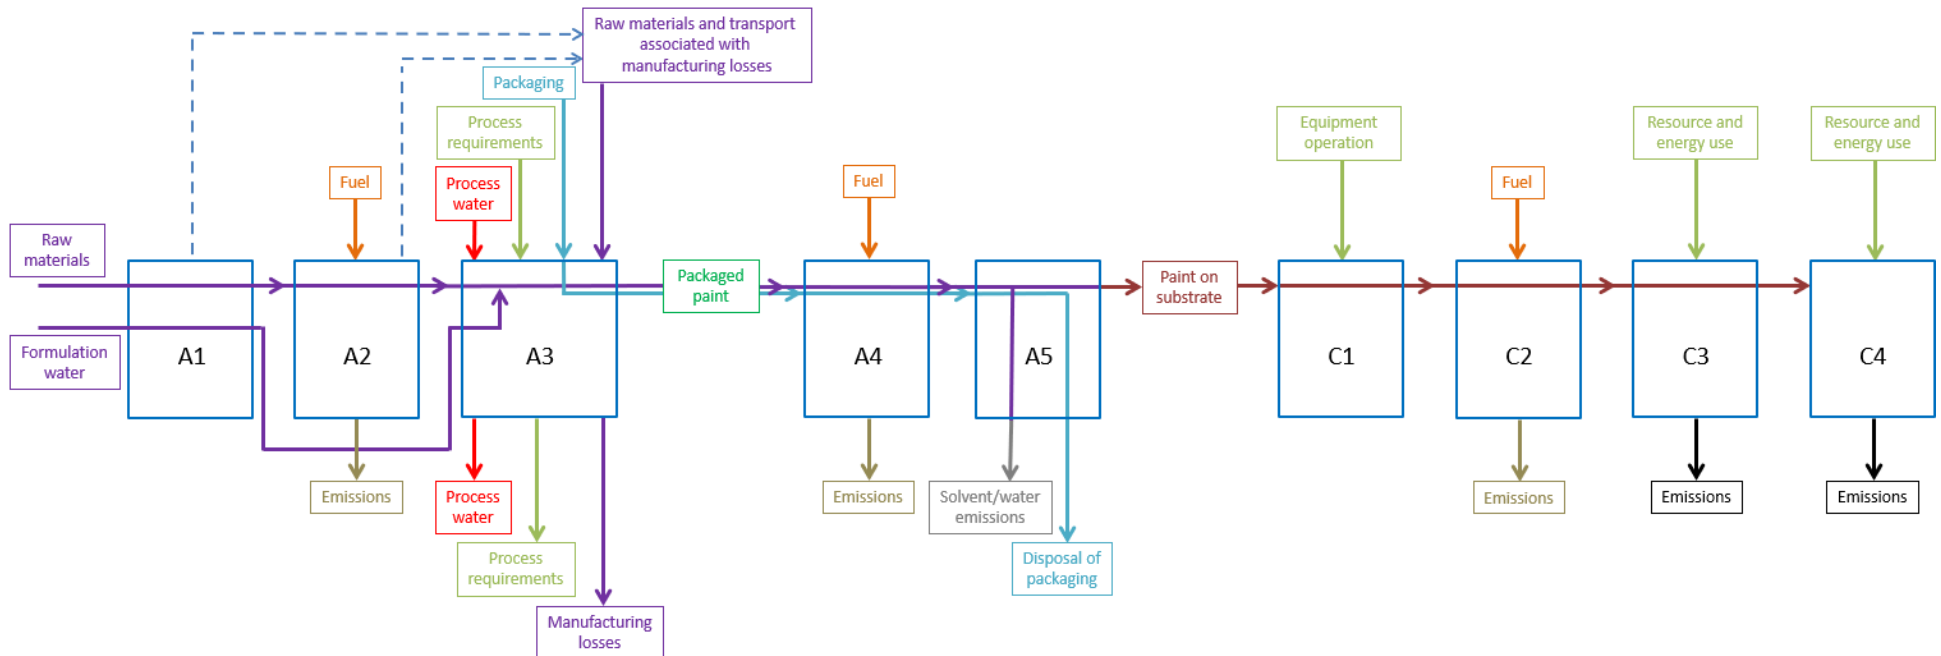 Raw materials and transport
associated with
manufacturing losses
Packaging
Process
requirements
Equipment
operation
Resource and
energy use
Resource and
energy use
Fuel
Process
water
Fuel
Fuel
Raw
materials
Packaged
paint
Paint on
substrate
Formulation
water
A1
A2
A3
A4
A5
C1
C2
C3
C4
Emissions
Process
water
Emissions
Solvent/water
emissions
Emissions
Emissions
Emissions
Process
requirements
Disposal of
packaging
Manufacturing
losses